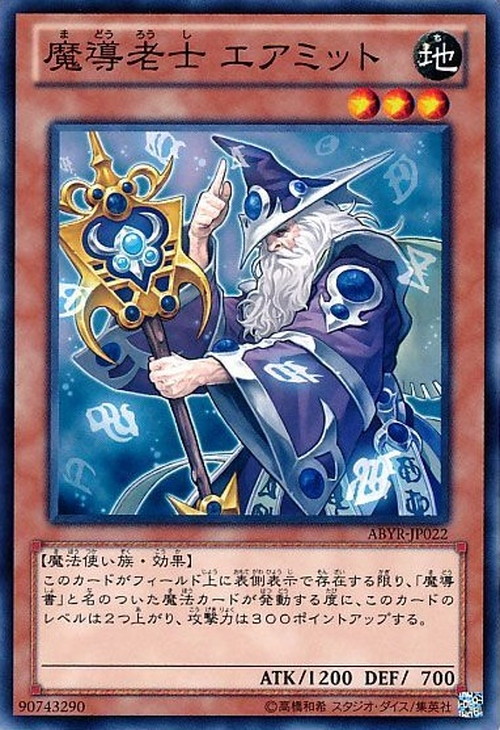 魔導老士 エアミット
地
ABYR-JP022
【魔法使い族・効果】
このカードがフィールド上に表側表示で存在する限り、「魔導
書」と名のついた魔法カードが発動する度に、このカードの
レベルは2つ上がり、攻撃力は300ポイントアップする。
ATK/1200 DEF/ 700
90743290
©高橋和希 スタジオ・ダイス/集英社